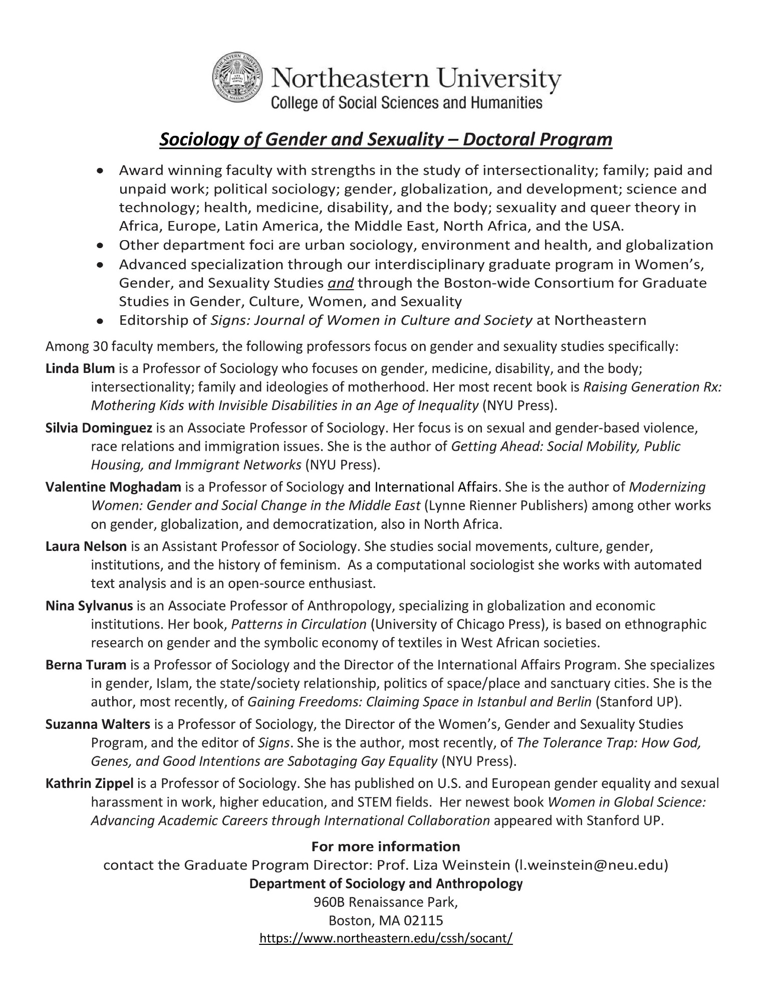 NORTHEASTERN UNIVERSITY
LUX
VERITAS
VIRTUS
BOSTON MASSACHUSETTS
Northeastern University
College of Social Sciences and Humanities
Sociology of Gender and Sexuality – Doctoral Program
• Award winning faculty with strengths in the study of intersectionality; family; paid and
unpaid work; political sociology; gender, globalization, and development; science and
technology; health, medicine, disability, and the body; sexuality and queer theory in
Africa, Europe, Latin America, the Middle East, North Africa, and the USA.
• Other department foci are urban sociology, environment and health, and globalization
• Advanced specialization through our interdisciplinary graduate program in Women’s,
Gender, and Sexuality Studies and through the Boston-wide Consortium for Graduate
Studies in Gender, Culture, Women, and Sexuality
• Editorship of Signs: Journal of Women in Culture and Society at Northeastern
Among 30 faculty members, the following professors focus on gender and sexuality studies specifically:
Linda Blum is a Professor of Sociology who focuses on gender, medicine, disability, and the body;
intersectionality; family and ideologies of motherhood. Her most recent book is Raising Generation Rx:
Mothering Kids with Invisible Disabilities in an Age of Inequality (NYU Press).
Silvia Dominguez is an Associate Professor of Sociology. Her focus is on sexual and gender-based violence,
race relations and immigration issues. She is the author of Getting Ahead: Social Mobility, Public
Housing, and Immigrant Networks (NYU Press).
Valentine Moghadam is a Professor of Sociology and International Affairs. She is the author of Modernizing
Women: Gender and Social Change in the Middle East (Lynne Rienner Publishers) among other works
on gender, globalization, and democratization, also in North Africa.
Laura Nelson is an Assistant Professor of Sociology. She studies social movements, culture, gender,
institutions, and the history of feminism.  As a computational sociologist she works with automated
text analysis and is an open-source enthusiast.
Nina Sylvanus is an Associate Professor of Anthropology, specializing in globalization and economic
institutions. Her book, Patterns in Circulation (University of Chicago Press), is based on ethnographic
research on gender and the symbolic economy of textiles in West African societies.
Berna Turam is a Professor of Sociology and the Director of the International Affairs Program. She specializes
in gender, Islam, the state/society relationship, politics of space/place and sanctuary cities. She is the
author, most recently, of Gaining Freedoms: Claiming Space in Istanbul and Berlin (Stanford UP).
Suzanna Walters is a Professor of Sociology, the Director of the Women’s, Gender and Sexuality Studies
Program, and the editor of Signs. She is the author, most recently, of The Tolerance Trap: How God,
Genes, and Good Intentions are Sabotaging Gay Equality (NYU Press).
Kathrin Zippel is a Professor of Sociology. She has published on U.S. and European gender equality and sexual
harassment in work, higher education, and STEM fields.  Her newest book Women in Global Science:
Advancing Academic Careers through International Collaboration appeared with Stanford UP.
For more information
contact the Graduate Program Director: Prof. Liza Weinstein (l.weinstein@neu.edu)
Department of Sociology and Anthropology
960B Renaissance Park,
Boston, MA 02115
https://www.northeastern.edu/cssh/socant/